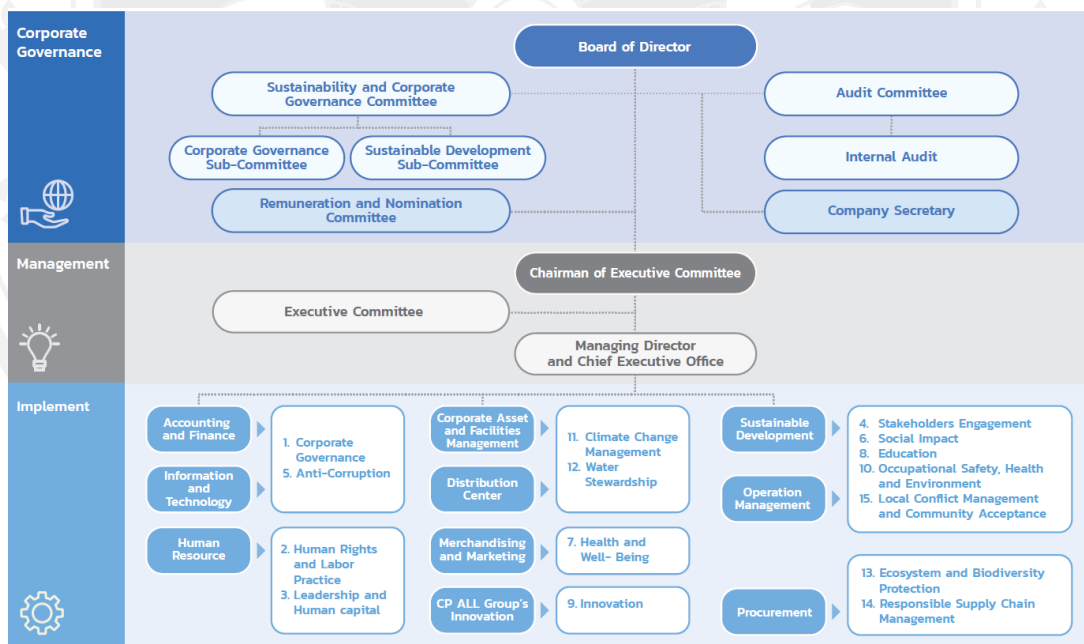 Corporate
Governance
Board of Director
Sustainability and Corporate
Governance Committee
Audit Committee
Corporate Governance
Sub-Committee
Sustainable Development
Sub-Committee
Internal Audit
Remuneration and Nomination
Committee
Company Secretary
Management
Chairman of Executive Committee
Executive Committee
Managing Director
and Chief Executive Office
Implement
Accounting
and Finance
Information
and
Technology
1. Corporate
Governance
5. Anti-Corruption
Human
Resource
2. Human Rights
and Labor
Practice
3. Leadership and
Human capital
Corporate Asset
and Facilities
Management
Distribution
Center
11. Climate Change
Management
12. Water
Stewardship
Merchandising
and Marketing
7. Health and
Well- Being
CP ALL Group's
Innovation
9. Innovation
Sustainable
Development
Operation
Management
4. Stakeholders Engagement
6. Social Impact
8. Education
10. Occupational Safety, Health
and Environment
15. Local Conflict Management
and Community Acceptance
Procurement
13. Ecosystem and Biodiversity
Protection
14. Responsible Supply Chain
Management